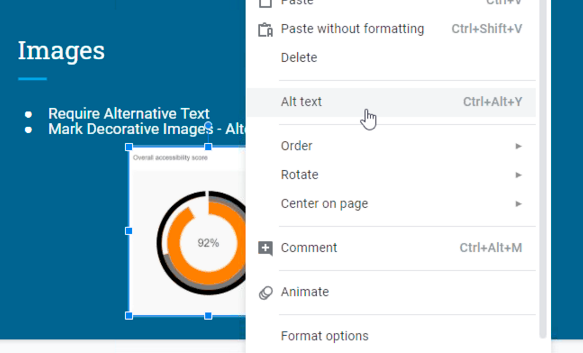 Images
● Require Alternative Text
● Mark Decorative Images - Alt
Overall accessibility score
92%
Paste Ctrl+V
Paste without formatting Ctrl+Shift+V
Delete
Alt text Ctrl+Alt+Y
Order ►
Rotate ►
Center on page ►
Comment Ctrl+Alt+M
Animate
Format options